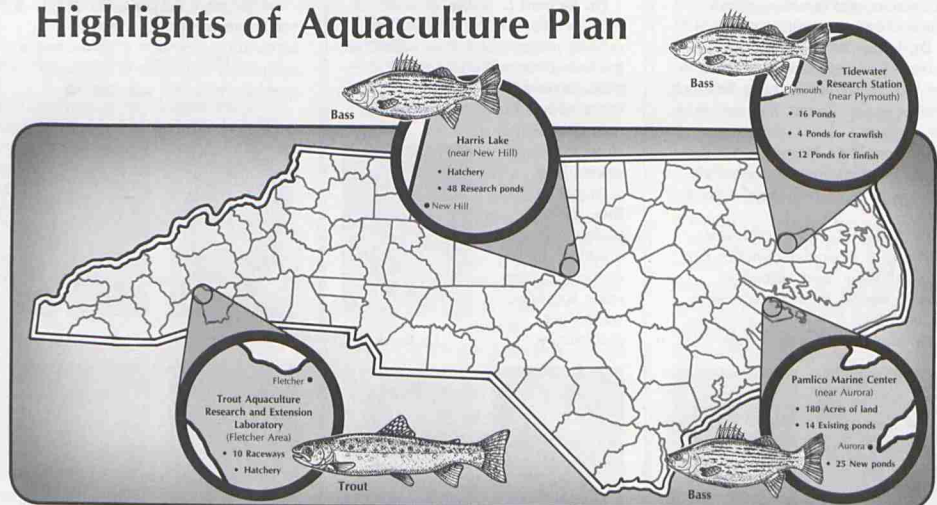 Highlights of Aquaculture Plan
Bass
Harris Lake
(near New Hill)
• Hatchery
• 48 Research ponds
• New Hill
Bass
Plymouth •
Tidewater
Research Station
(near Plymouth)
• 16 Ponds
• 4 Ponds for crawfish
• 12 Ponds for finfish
Fletcher •
Trout Aquaculture
Research and Extension
Laboratory
(Fletcher Area)
• 10 Raceways
• Hatchery
Trout
Pamlico Marine Center
(near Aurora)
• 180 Acres of land
• 14 Existing ponds
Aurora •
• 25 New ponds
Bass